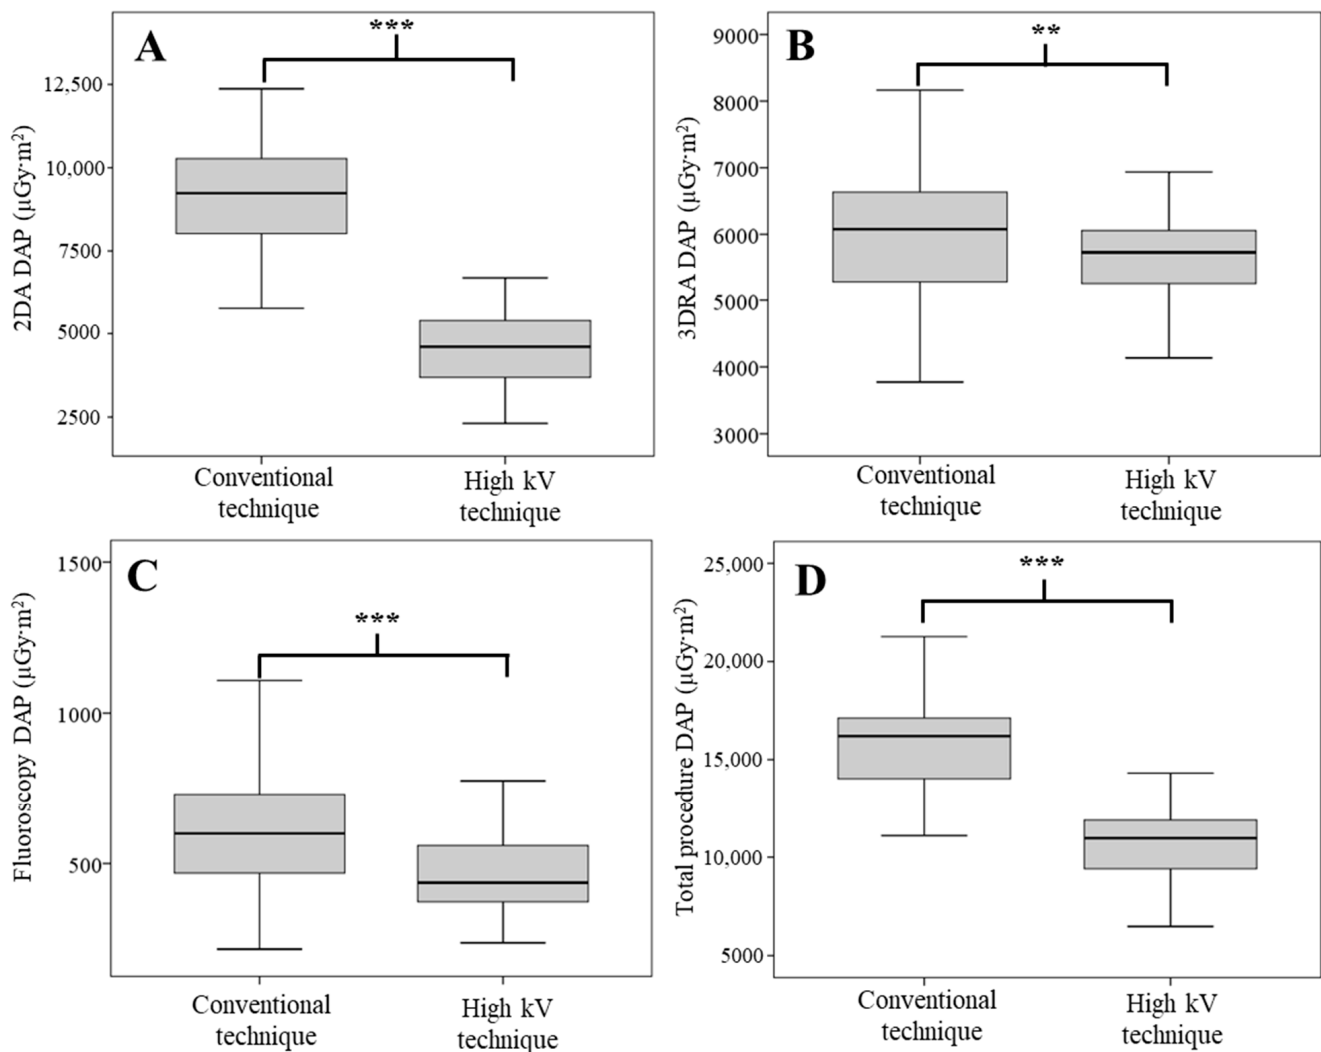 A
***
2DA DAP (μGy·m²)
12,500
10,000
7500
5000
2500
Conventional
technique
High kV
technique
B
**
3DRA DAP (μGy·m²)
9000
8000
7000
6000
5000
4000
3000
Conventional
technique
High kV
technique
C
***
Fluoroscopy DAP (μGy·m²)
1500
1000
500
Conventional
technique
High kV
technique
D
***
Total procedure DAP (μGy·m²)
25,000
20,000
15,000
10,000
5000
Conventional
technique
High kV
technique